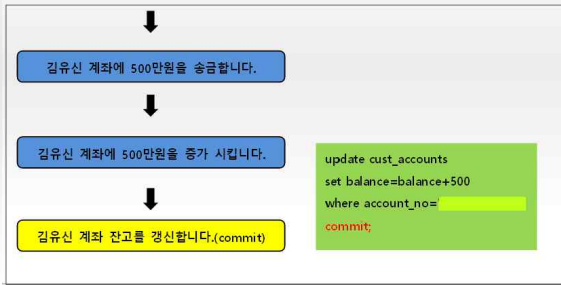 김유신 계좌에 500만원을 송금합니다.
김유신 계좌에 500만원을 증가 시킵니다.
update cust_accounts
set balance=balance+500
where account_no='
commit;
김유신 계좌 잔고를 갱신합니다.(commit)